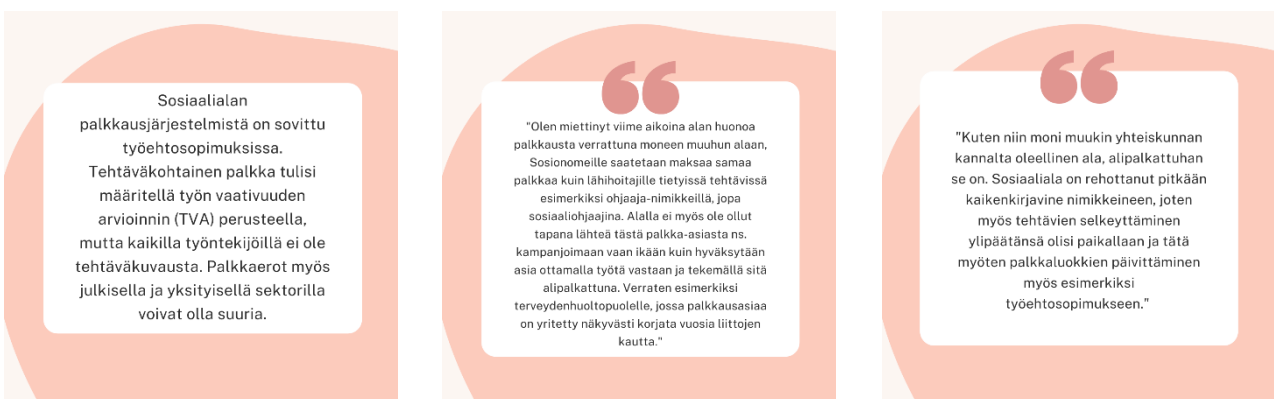 Sosiaalialan
palkkausjärjestelmistä on sovittu
työehtosopimuksissa.
Tehtäväkohtainen palkka tulisi
määritellä työn vaativuuden
arvioinnin (TVA) perusteella,
mutta kaikilla työntekijöillä ei ole
tehtäväkuvausta. Palkkaerot myös
julkisella ja yksityisellä sektorilla
voivat olla suuria.
"Olen miettinyt viime aikoina alan huonoa
palkkausta verrattuna moneen muuhun alaan,
Sosionomeille saatetaan maksaa samaa
palkkaa kuin lähihoitajille tietyissä tehtävissä
esimerkiksi ohjaaja-nimikkeillä, jopa
sosiaaliohjaajina. Alalla ei myös ole ollut
tapana lähteä tästä palkka-asiasta ns.
kampanjoimaan vaan ikään kuin hyväksytään
asia ottamalla työtä vastaan ja tekemällä sitä
alipalkattuna. Verraten esimerkiksi
terveydenhuoltopuolelle, jossa palkkausasiaa
on yritetty näkyvästi korjata vuosia liittojen
kautta."
"Kuten niin moni muukin yhteiskunnan
kannalta oleellinen ala, alipalkattuhan
se on. Sosiaaliala on rehottanut pitkään
kaikenkirjavine nimikkeineen, joten
myös tehtävien selkeyttäminen
ylipäätänsä olisi paikallaan ja tätä
myöten palkkaluokkien päivittäminen
myös esimerkiksi
työehtosopimukseen."